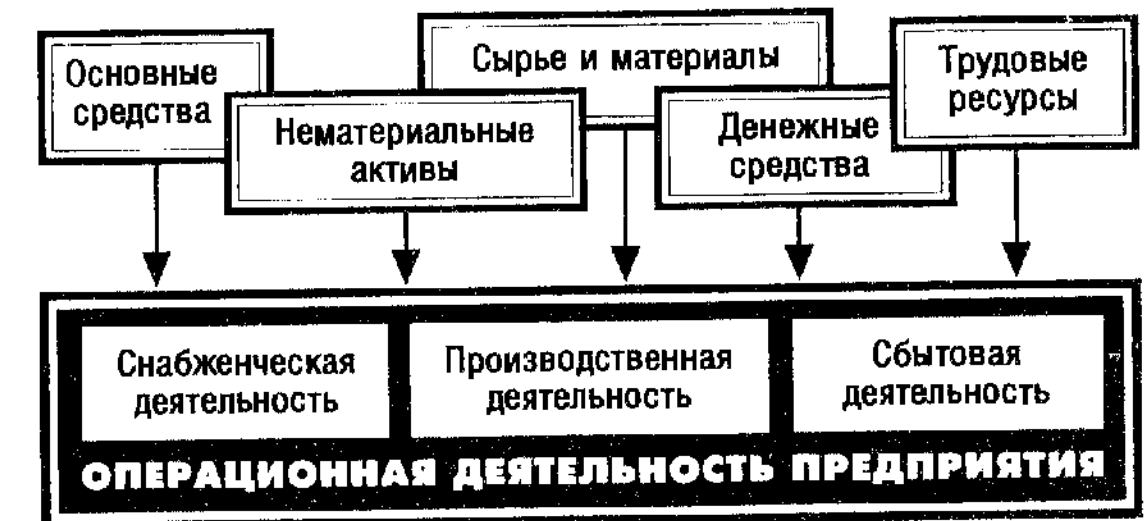 Основные
средства
Нематериальные
активы
Сырье и материалы
Денежные
средства
Трудовые
ресурсы
Снабженческая
деятельность
Производственная
деятельность
Сбытовая
деятельность
ОПЕРАЦИОННАЯ ДЕЯТЕЛЬНОСТЬ ПРЕДПРИЯТИЯ